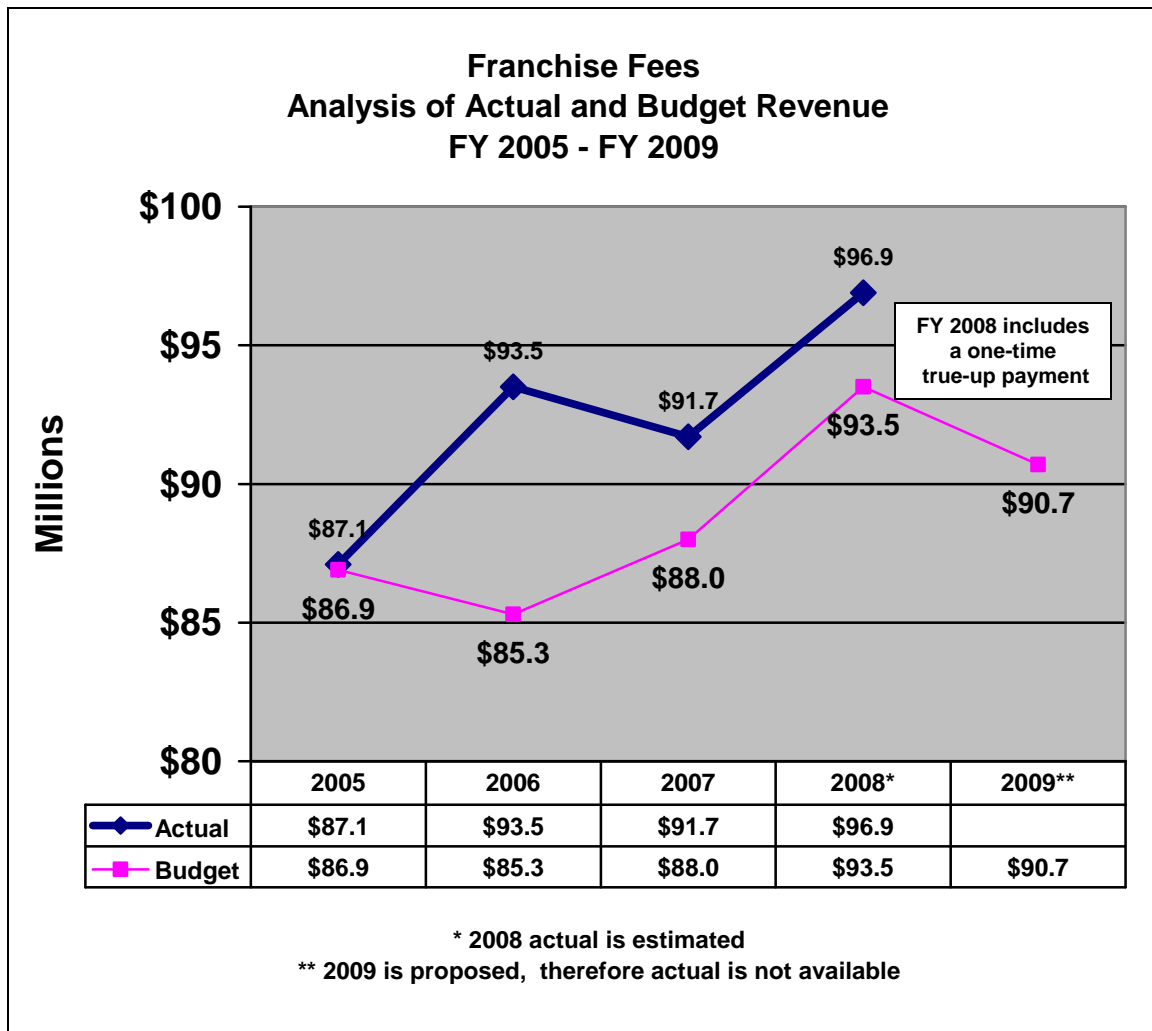 Franchise Fees
Analysis of Actual and Budget Revenue
FY 2005 - FY 2009
Millions
$100
$95
$90
$85
$80
$87.1
$93.5
$91.7
$96.9
$86.9
$85.3
$88.0
$93.5
$90.7
FY 2008 includes
a one-time
true-up payment
2005 2006 2007 2008* 2009**
Actual $87.1 $93.5 $91.7 $96.9
Budget $86.9 $85.3 $88.0 $93.5 $90.7
* 2008 actual is estimated
** 2009 is proposed, therefore actual is not available